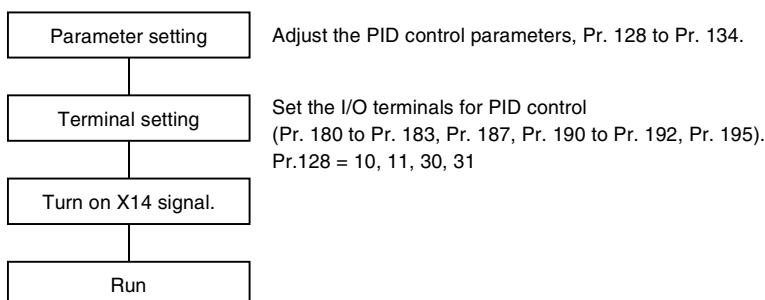 Parameter setting
Adjust the PID control parameters, Pr. 128 to Pr. 134.
Terminal setting
Set the I/O terminals for PID control
(Pr. 180 to Pr. 183, Pr. 187, Pr. 190 to Pr. 192, Pr. 195).
Pr.128 = 10, 11, 30, 31
Turn on X14 signal.
Run